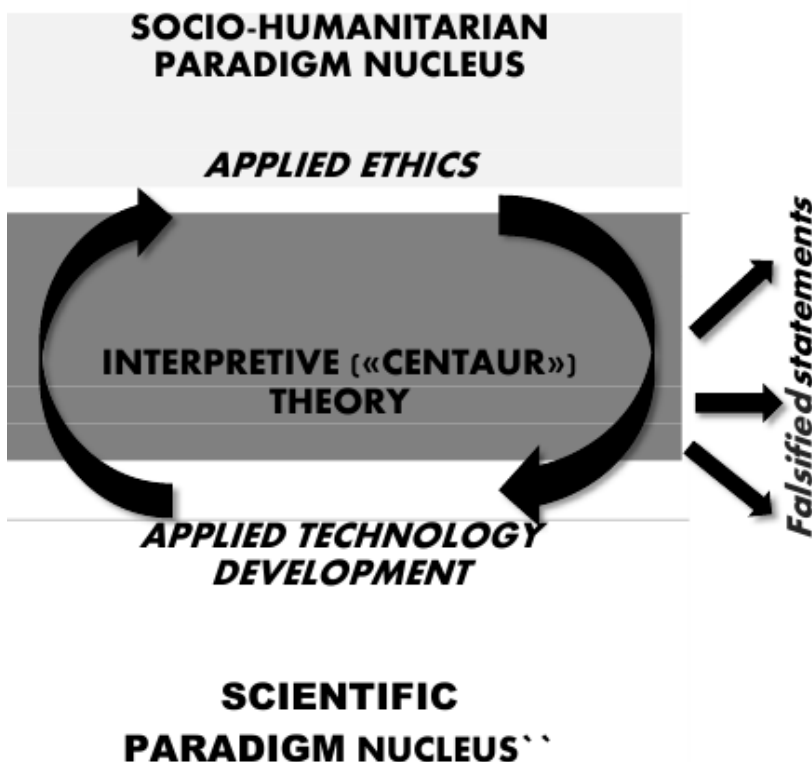 SOCIO-HUMANITARIAN
PARADIGM NUCLEUS
APPLIED ETHICS
INTERPRETIVE («CENTAUR»)
THEORY
APPLIED TECHNOLOGY
DEVELOPMENT
SCIENTIFIC
PARADIGM NUCLEUS``
Falsified statements